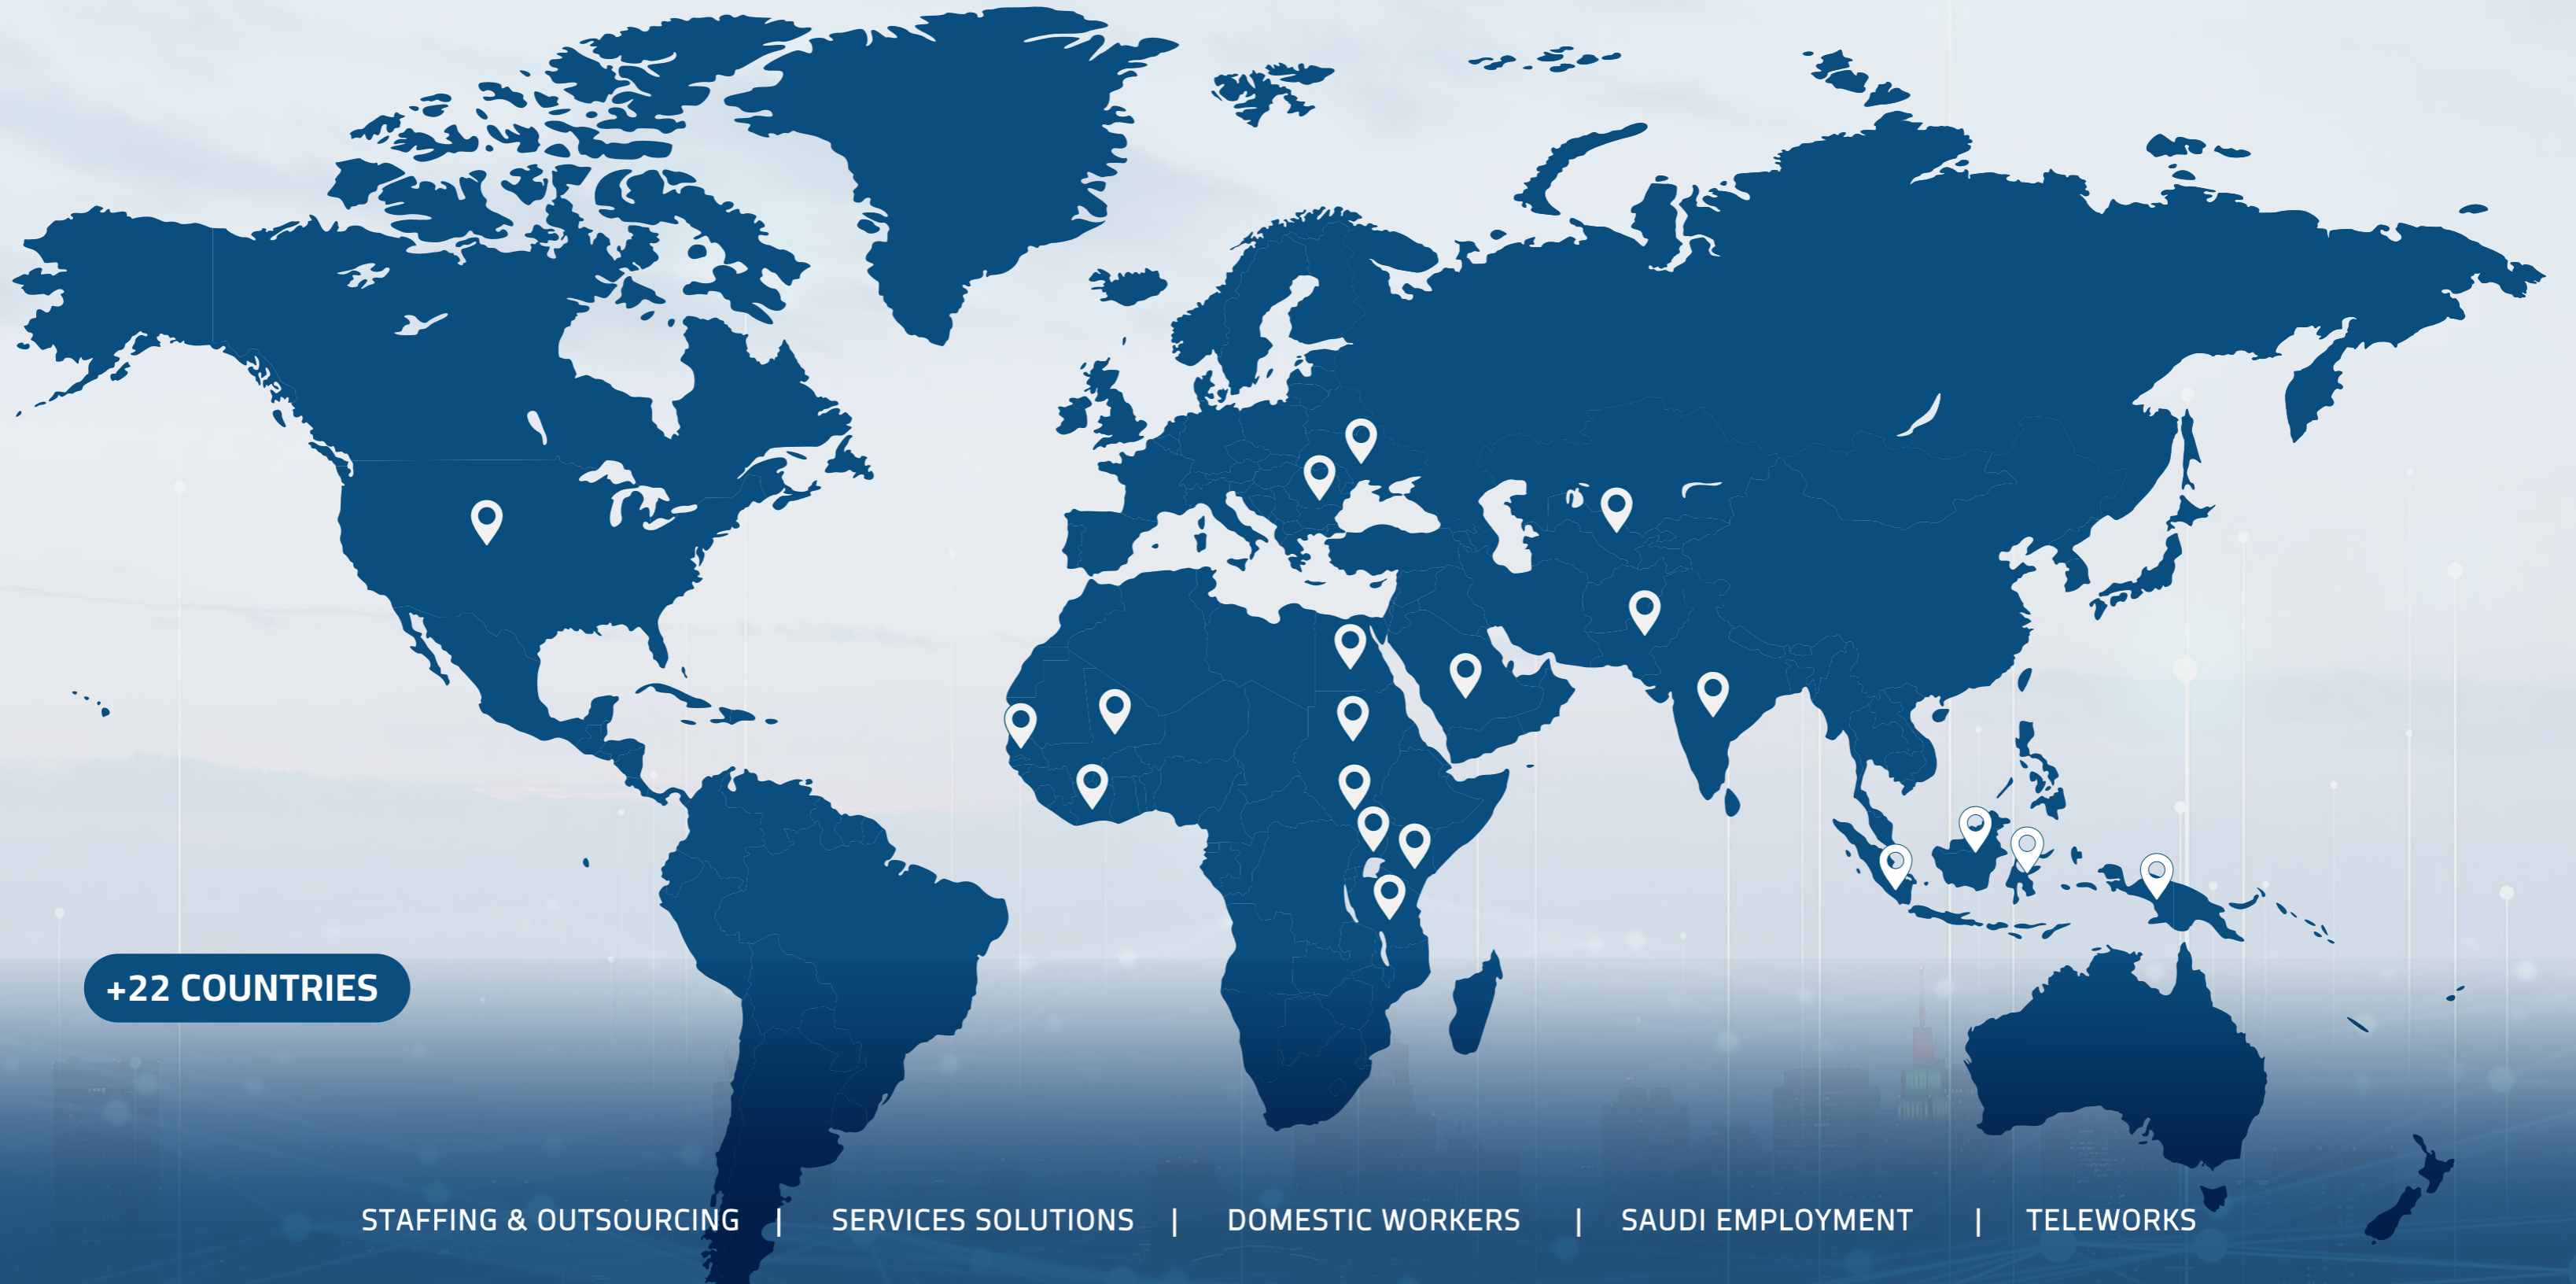 +22 COUNTRIES
STAFFING & OUTSOURCING | SERVICES SOLUTIONS | DOMESTIC WORKERS | SAUDI EMPLOYMENT | TELEWORKS